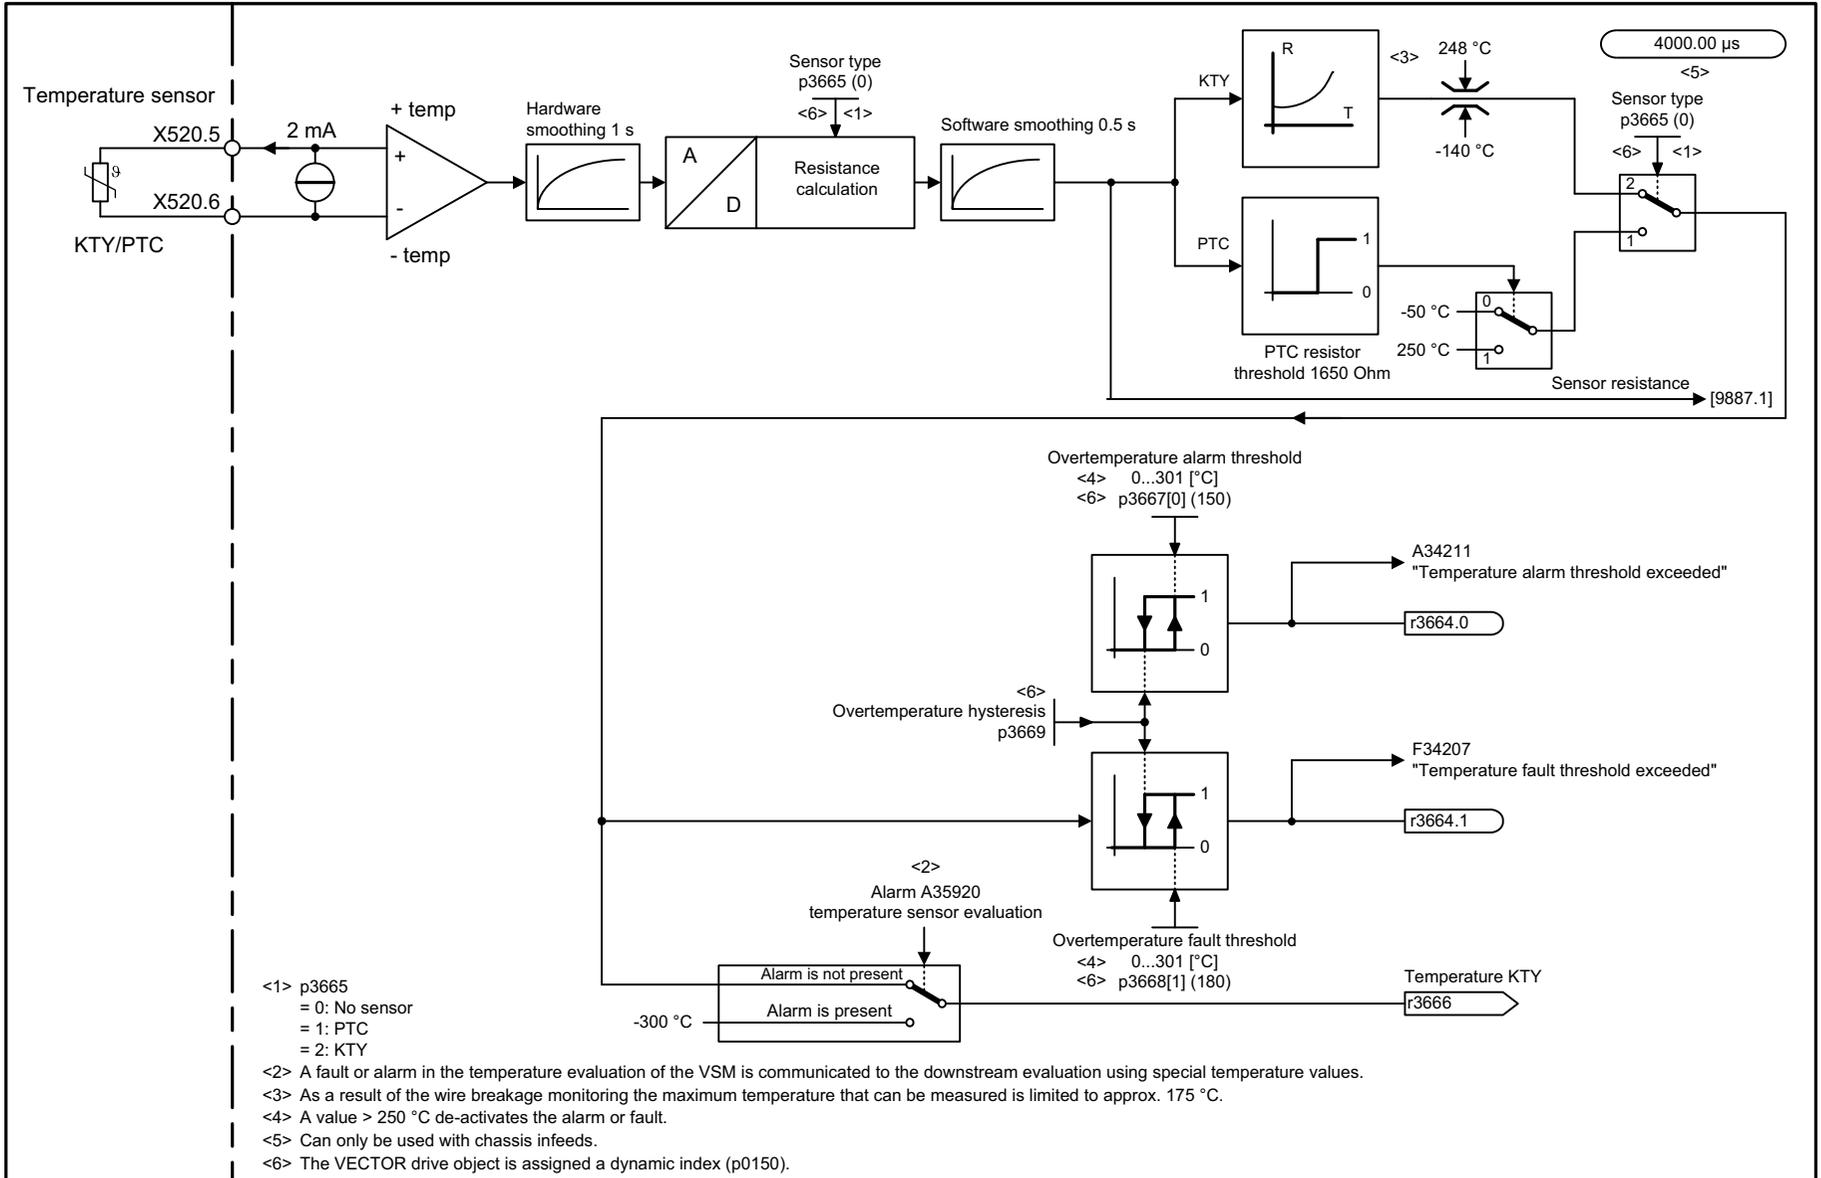 4000.00 µs
<5>
Temperature sensor
X520.5
2 mA
ϑ
X520.6
KTY/PTC
+ temp
+
-
- temp
Hardware
smoothing 1 s
Sensor type
p3665 (0)
<6> <1>
A
D
Resistance
calculation
Software smoothing 0.5 s
KTY
R
T
<3>
248 °C
-140 °C
Sensor type
p3665 (0)
<6> <1>
2
1
PTC
1
0
PTC resistor
threshold 1650 Ohm
-50 °C
0
250 °C
1
Sensor resistance
[9887.1]
Overtemperature alarm threshold
<4> 0...301 [°C]
<6> p3667[0] (150)
1
0
A34211
"Temperature alarm threshold exceeded"
r3664.0
<6>
Overtemperature hysteresis
p3669
1
0
F34207
"Temperature fault threshold exceeded"
r3664.1
<2>
Alarm A35920
temperature sensor evaluation
Overtemperature fault threshold
<4> 0...301 [°C]
<6> p3668[1] (180)
Alarm is not present
Alarm is present
-300 °C
Temperature KTY
r3666
<1> p3665
= 0: No sensor
= 1: PTC
= 2: KTY
<2> A fault or alarm in the temperature evaluation of the VSM is communicated to the downstream evaluation using special temperature values.
<3> As a result of the wire breakage monitoring the maximum temperature that can be measured is limited to approx. 175 °C.
<4> A value > 250 °C de-activates the alarm or fault.
<5> Can only be used with chassis infeeds.
<6> The VECTOR drive object is assigned a dynamic index (p0150).